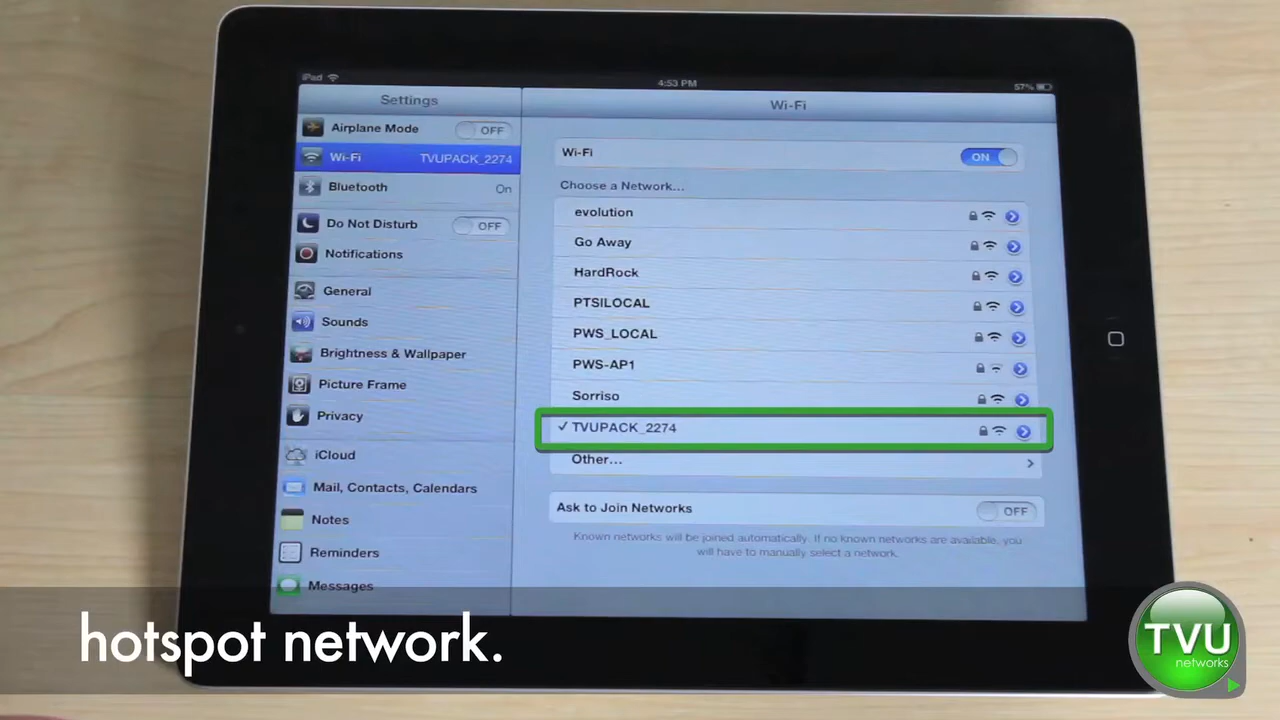 iPad
4:53 PM
57%
Settings
Wi-Fi
Airplane Mode OFF
Wi-Fi TVUPACK_2274
Bluetooth On
Do Not Disturb OFF
Notifications
General
Sounds
Brightness & Wallpaper
Picture Frame
Privacy
iCloud
Mail, Contacts, Calendars
Notes
Reminders
Messages
Wi-Fi ON
Choose a Network...
evolution
Go Away
HardRock
PTSILOCAL
PWS_LOCAL
PWS-AP1
Sorriso
TVUPACK_2274
Other...
Ask to Join Networks OFF
Known networks will be joined automatically. If no known networks are available, you
will have to manually select a network.
hotspot network.
TVU
networks